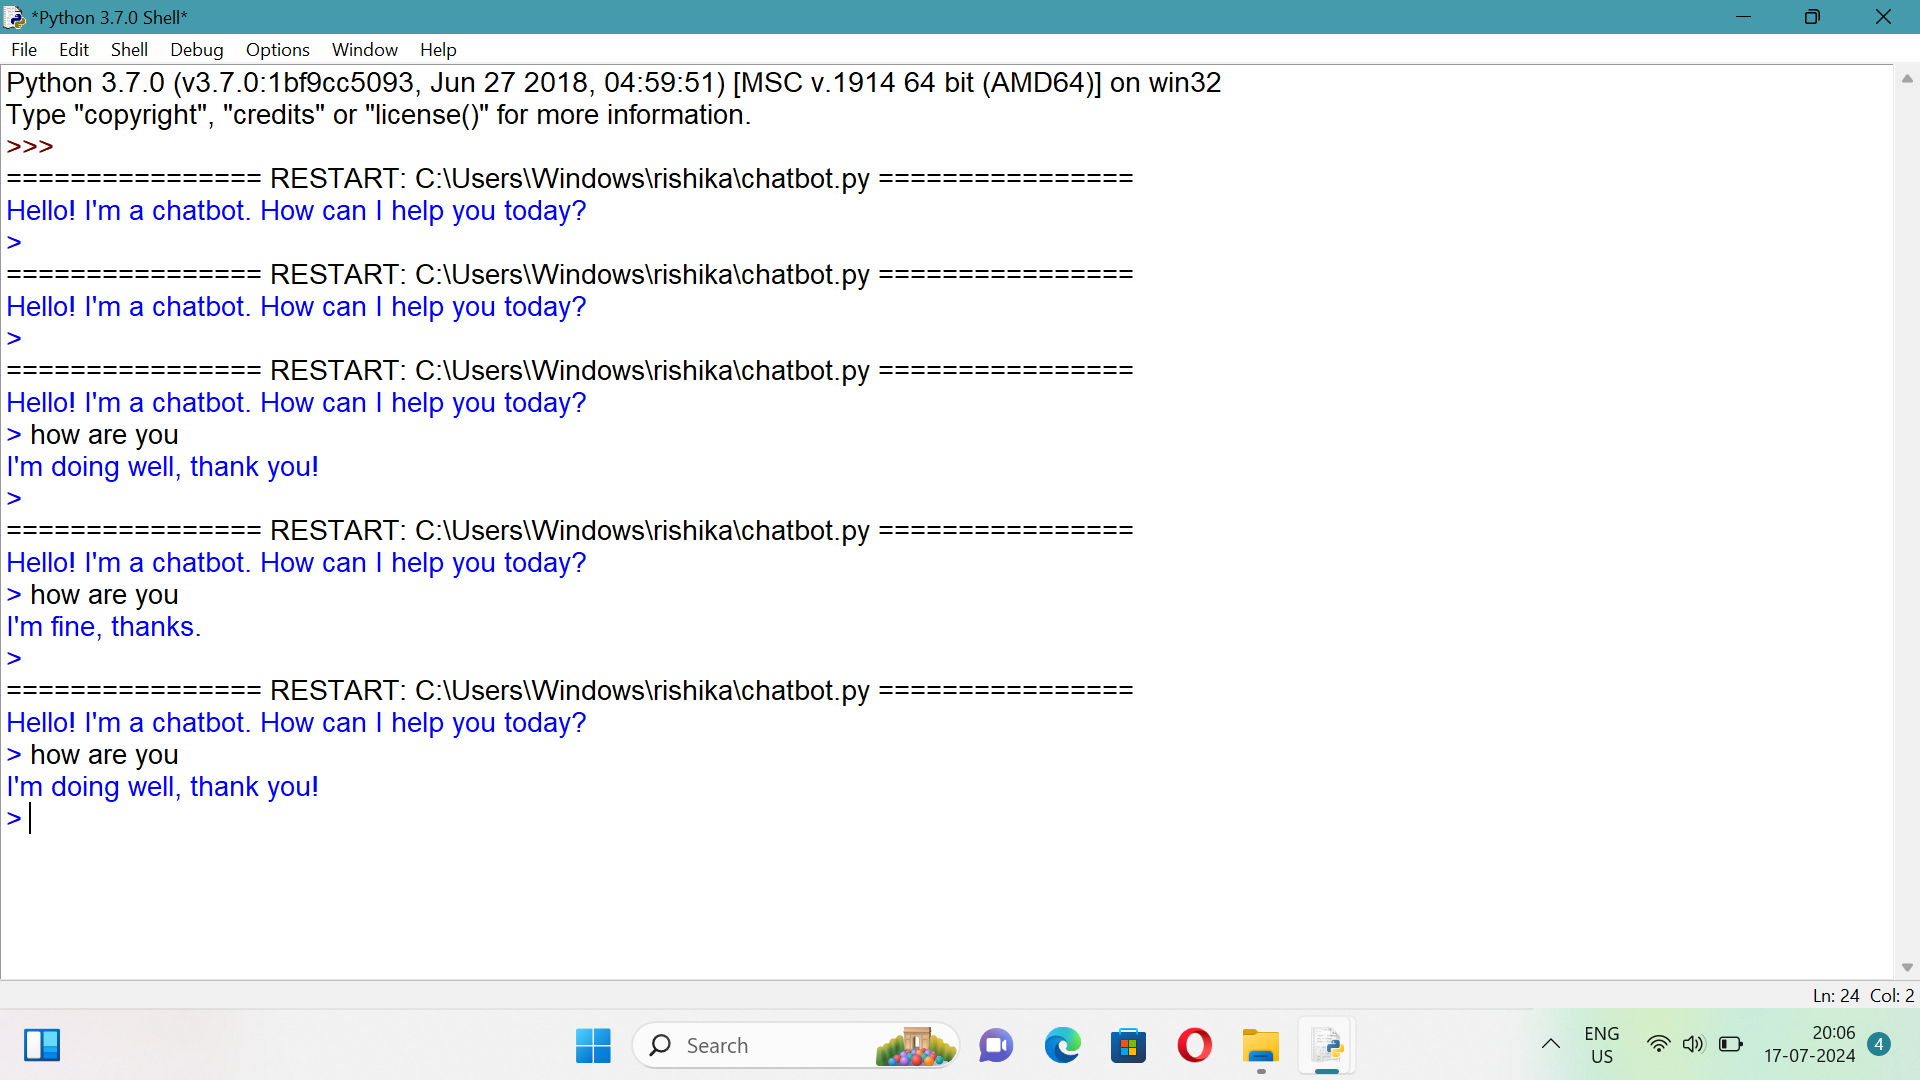 *Python 3.7.0 Shell*
File Edit Shell Debug Options Window Help
Python 3.7.0 (v3.7.0:1bf9cc5093, Jun 27 2018, 04:59:51) [MSC v.1914 64 bit (AMD64)] on win32
Type "copyright", "credits" or "license()" for more information.
>>>
================ RESTART: C:\Users\Windows\rishika\chatbot.py ================
Hello! I'm a chatbot. How can I help you today?
>
================ RESTART: C:\Users\Windows\rishika\chatbot.py ================
Hello! I'm a chatbot. How can I help you today?
>
================ RESTART: C:\Users\Windows\rishika\chatbot.py ================
Hello! I'm a chatbot. How can I help you today?
> how are you
I'm doing well, thank you!
>
================ RESTART: C:\Users\Windows\rishika\chatbot.py ================
Hello! I'm a chatbot. How can I help you today?
> how are you
I'm fine, thanks.
>
================ RESTART: C:\Users\Windows\rishika\chatbot.py ================
Hello! I'm a chatbot. How can I help you today?
> how are you
I'm doing well, thank you!
>
Ln: 24 Col: 2
Search
ENG
US
20:06
17-07-2024
4